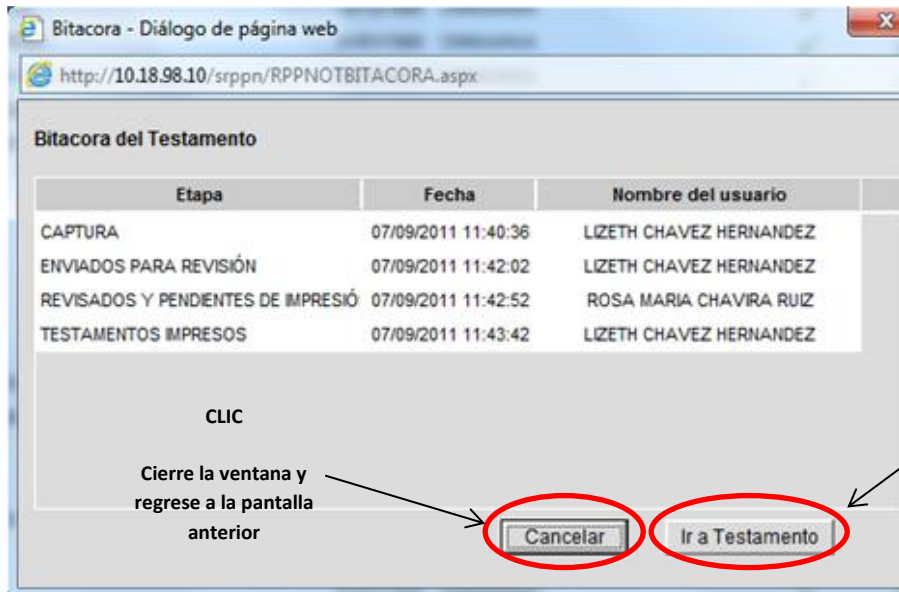 Bitacora - Diálogo de página web
http://10.18.98.10/srppn/RPPNOTBITACORA.aspx
Bitacora del Testamento
Etapa Fecha Nombre del usuario
CAPTURA 07/09/2011 11:40:36 LIZETH CHAVEZ HERNANDEZ
ENVIADOS PARA REVISIÓN 07/09/2011 11:42:02 LIZETH CHAVEZ HERNANDEZ
REVISADOS Y PENDIENTES DE IMPRESIÓ 07/09/2011 11:42:52 ROSA MARIA CHAVIRA RUIZ
TESTAMENTOS IMPRESOS 07/09/2011 11:43:42 LIZETH CHAVEZ HERNANDEZ
CLIC
Cierre la ventana y
regrese a la pantalla
anterior
Cancelar Ir a Testamento